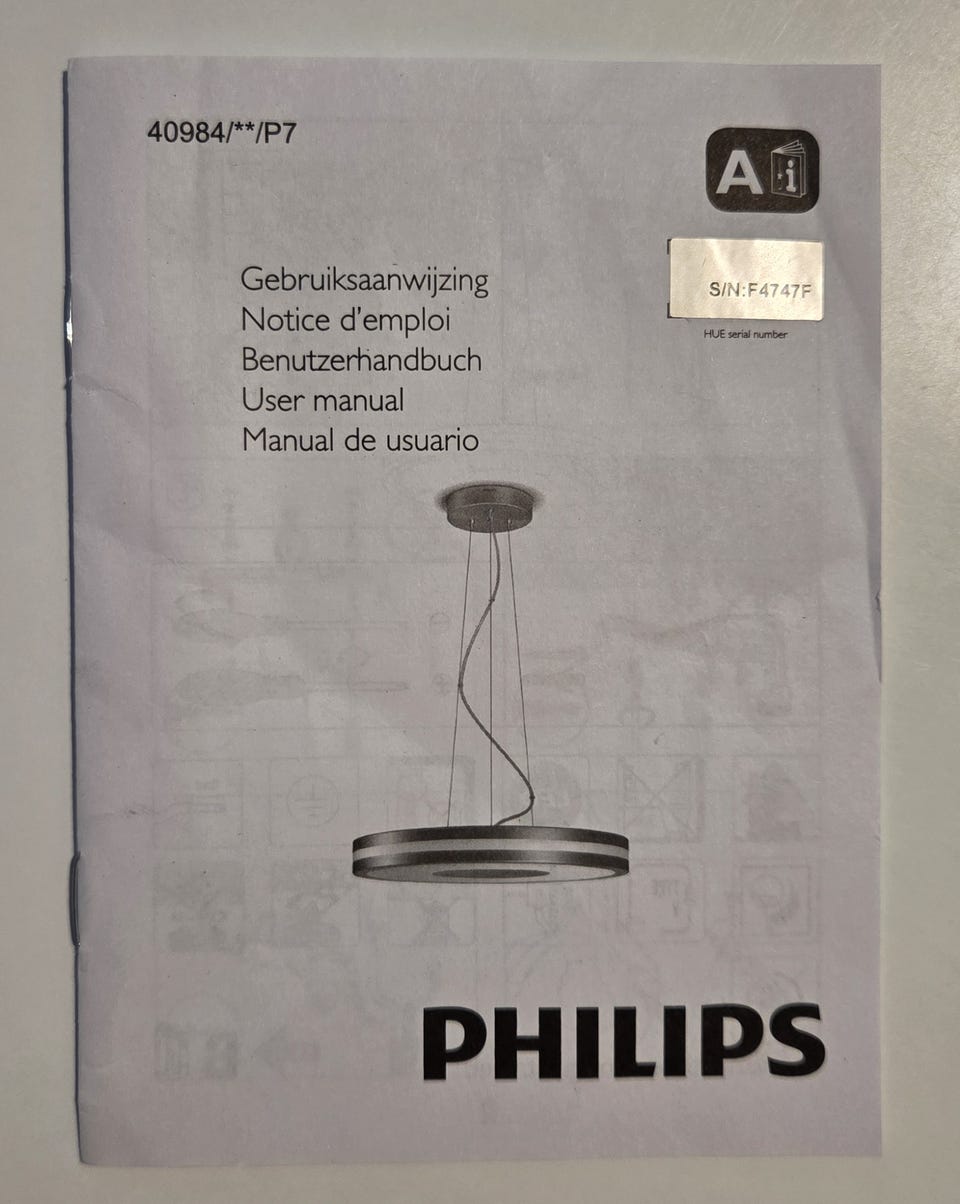 40984/**/P7
A i
S/N:F4747F
HUE serial number
Gebruiksaanwijzing
Notice d'emploi
Benutzerhandbuch
User manual
Manual de usuario
PHILIPS